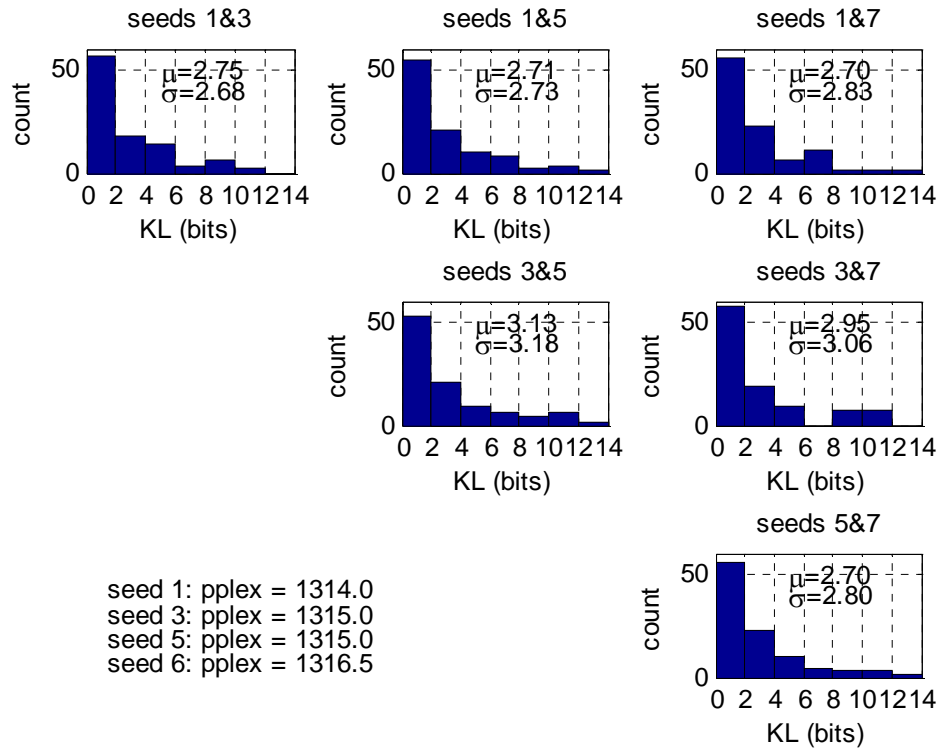 seeds 1&3
50
0
count
μ=2.75
σ=2.68
0 2 4 6 8 10 12 14
KL (bits)
seeds 1&5
50
0
count
μ=2.71
σ=2.73
0 2 4 6 8 10 12 14
KL (bits)
seeds 1&7
50
0
count
μ=2.70
σ=2.83
0 2 4 6 8 10 12 14
KL (bits)
seeds 3&5
50
0
count
μ=3.13
σ=3.18
0 2 4 6 8 10 12 14
KL (bits)
seeds 3&7
50
0
count
μ=2.95
σ=3.06
0 2 4 6 8 10 12 14
KL (bits)
seeds 5&7
50
0
count
μ=2.70
σ=2.80
0 2 4 6 8 10 12 14
KL (bits)
seed 1: pplex = 1314.0
seed 3: pplex = 1315.0
seed 5: pplex = 1315.0
seed 6: pplex = 1316.5